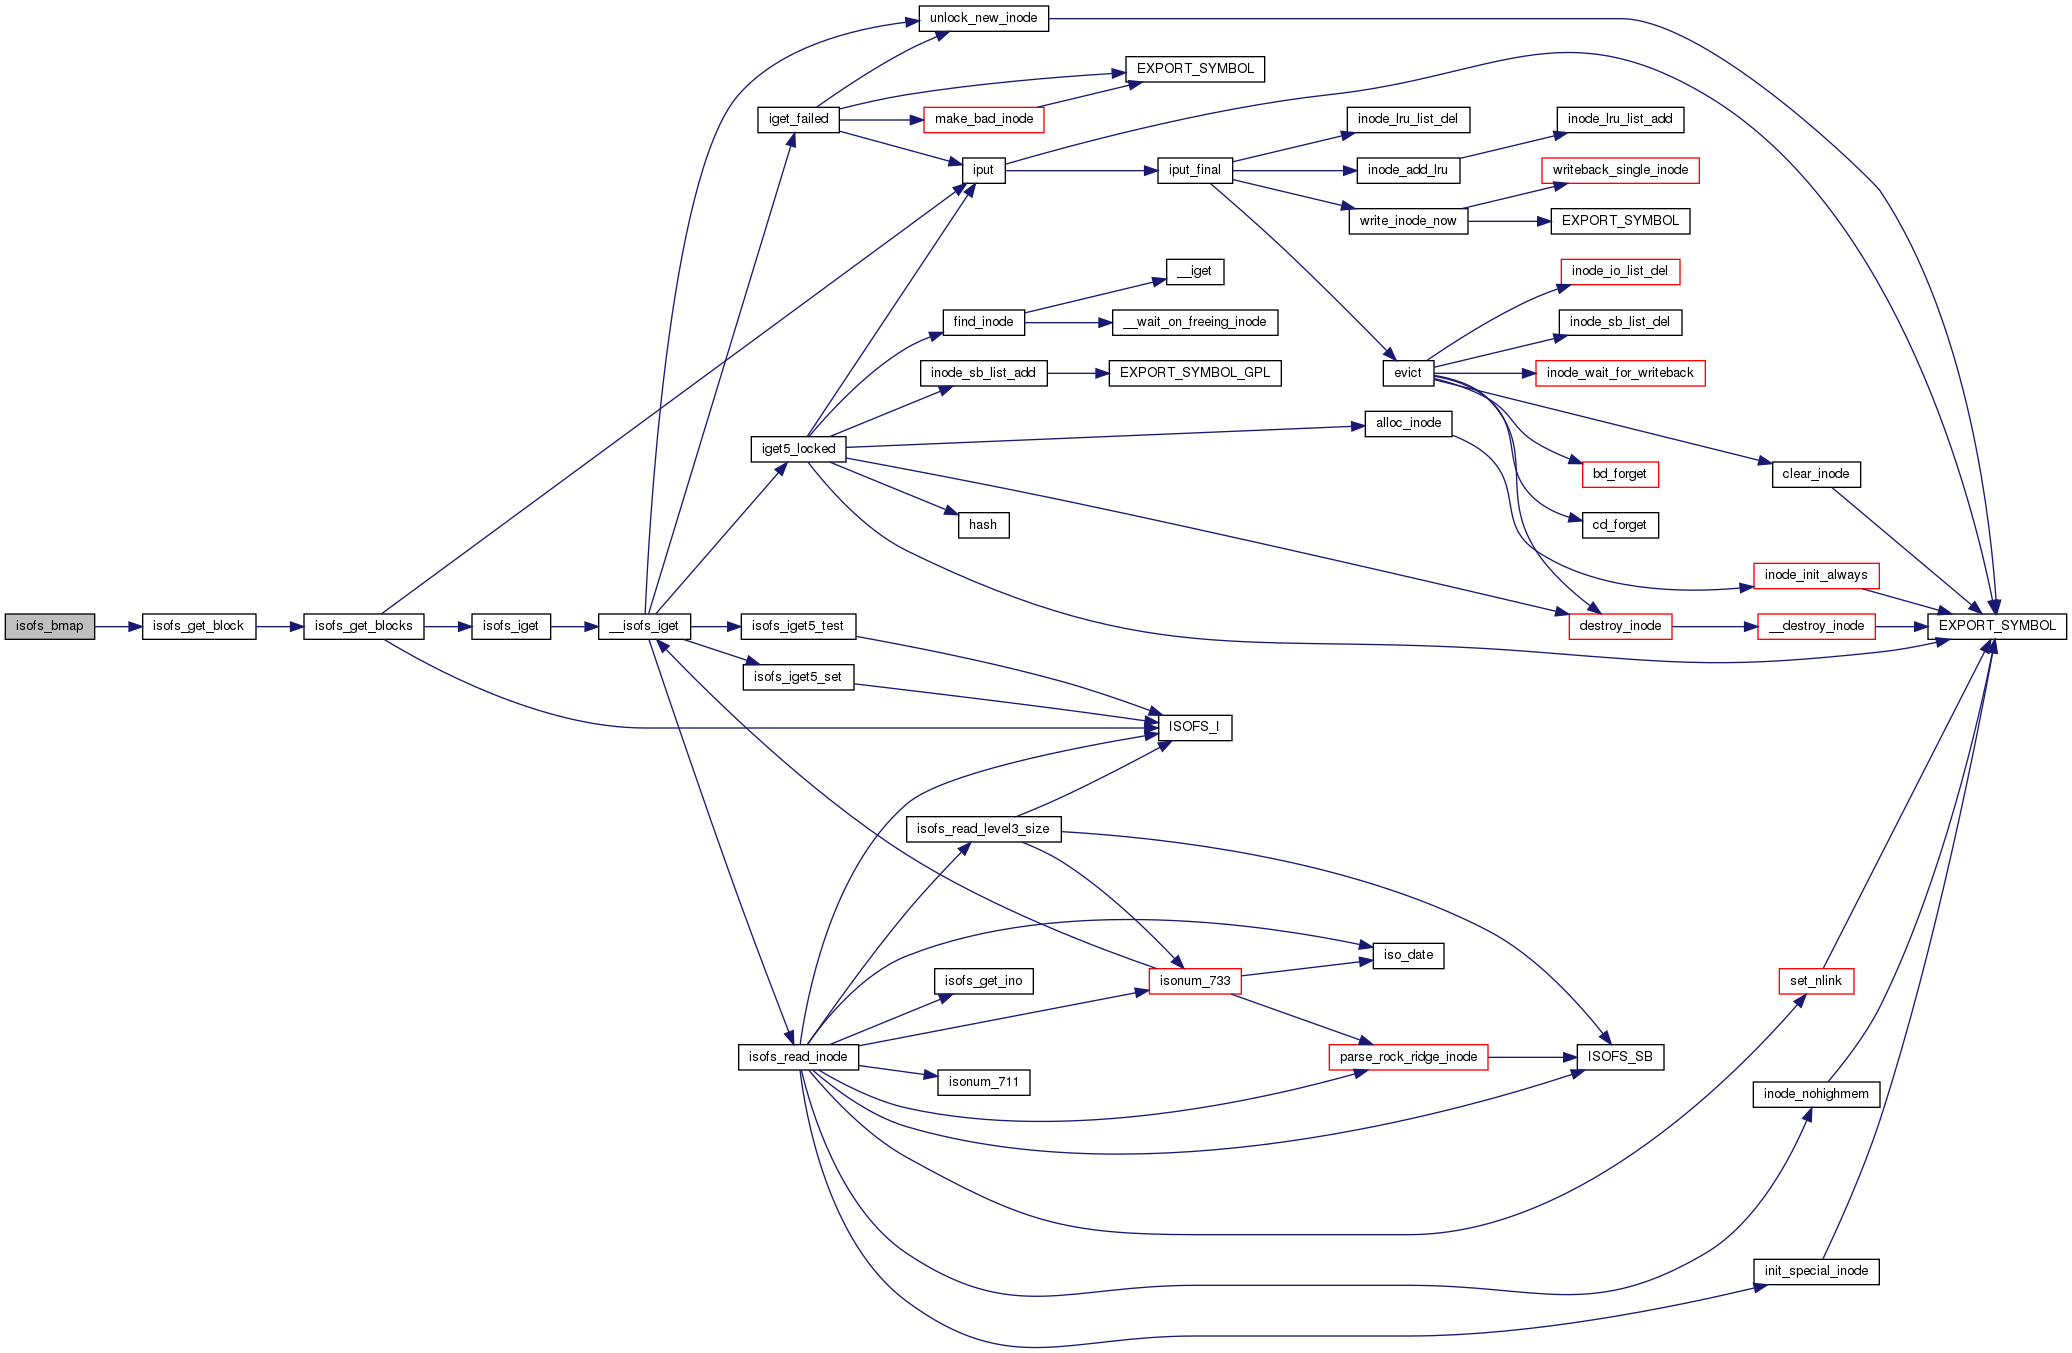 unlock_new_inode
EXPORT_SYMBOL
iget_failed
make_bad_inode
inode_lru_list_del
inode_lru_list_add
iput
iput_final
inode_add_lru
writeback_single_inode
write_inode_now
EXPORT_SYMBOL
__iget
inode_io_list_del
find_inode
__wait_on_freeing_inode
inode_sb_list_del
inode_sb_list_add
EXPORT_SYMBOL_GPL
evict
inode_wait_for_writeback
alloc_inode
iget5_locked
bd_forget
clear_inode
hash
cd_forget
inode_init_always
isofs_bmap
isofs_get_block
isofs_get_blocks
isofs_iget
__isofs_iget
isofs_iget5_test
destroy_inode
__destroy_inode
EXPORT_SYMBOL
isofs_iget5_set
ISOFS_I
isofs_read_level3_size
iso_date
isofs_get_ino
isonum_733
set_nlink
isofs_read_inode
parse_rock_ridge_inode
ISOFS_SB
isonum_711
inode_nohighmem
init_special_inode